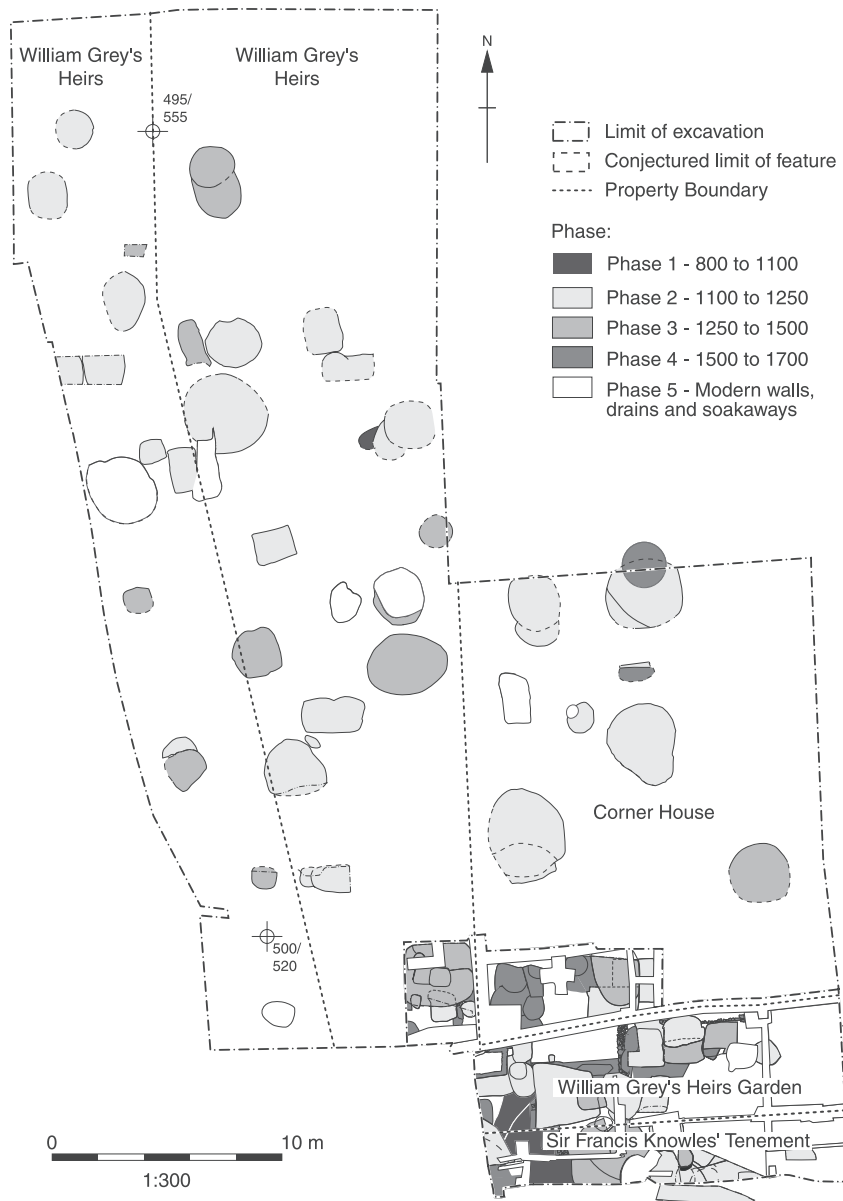 William Grey's
Heirs
William Grey's
Heirs
N
495/
555
Limit of excavation
Conjectured limit of feature
Property Boundary
Phase:
Phase 1 - 800 to 1100
Phase 2 - 1100 to 1250
Phase 3 - 1250 to 1500
Phase 4 - 1500 to 1700
Phase 5 - Modern walls,
drains and soakaways
Corner House
500/
520
William Grey's Heirs Garden
Sir Francis Knowles' Tenement
0 10 m
1:300